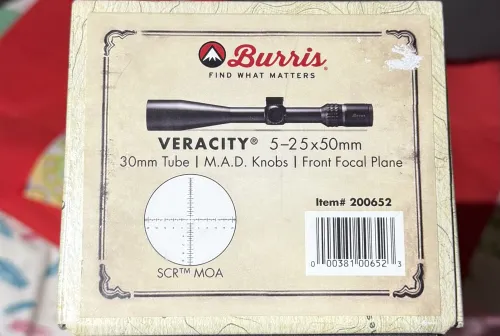 Burris®
FIND WHAT MATTERS
VERACITY® 5–25x50mm
30mm Tube | M.A.D. Knobs | Front Focal Plane
Item# 200652
SCR™ MOA
0 00381 00652 3